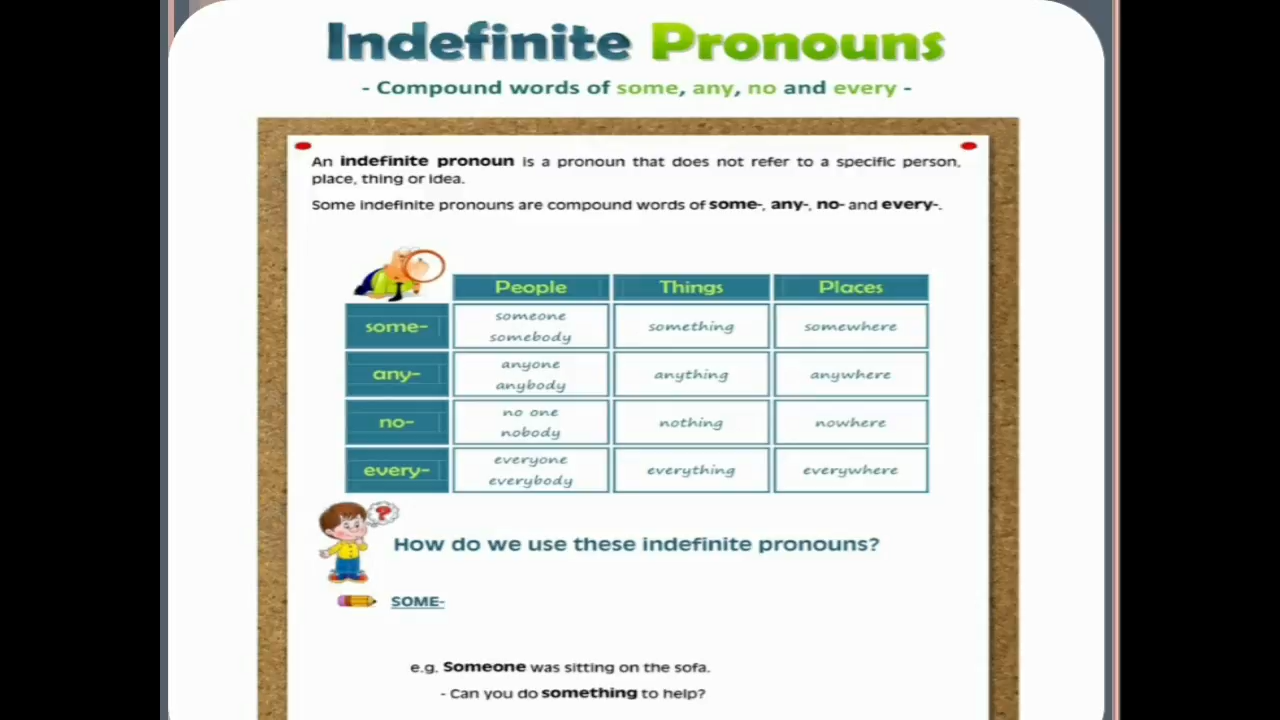 Indefinite Pronouns
- Compound words of some, any, no and every -
An indefinite pronoun is a pronoun that does not refer to a specific person,
place, thing or idea.
Some indefinite pronouns are compound words of some-, any-, no- and every-.
People Things Places
some- someone somebody something somewhere
any- anyone anybody anything anywhere
no- no one nobody nothing nowhere
every- everyone everybody everything everywhere
?
How do we use these indefinite pronouns?
SOME-
e.g. Someone was sitting on the sofa.
- Can you do something to help?